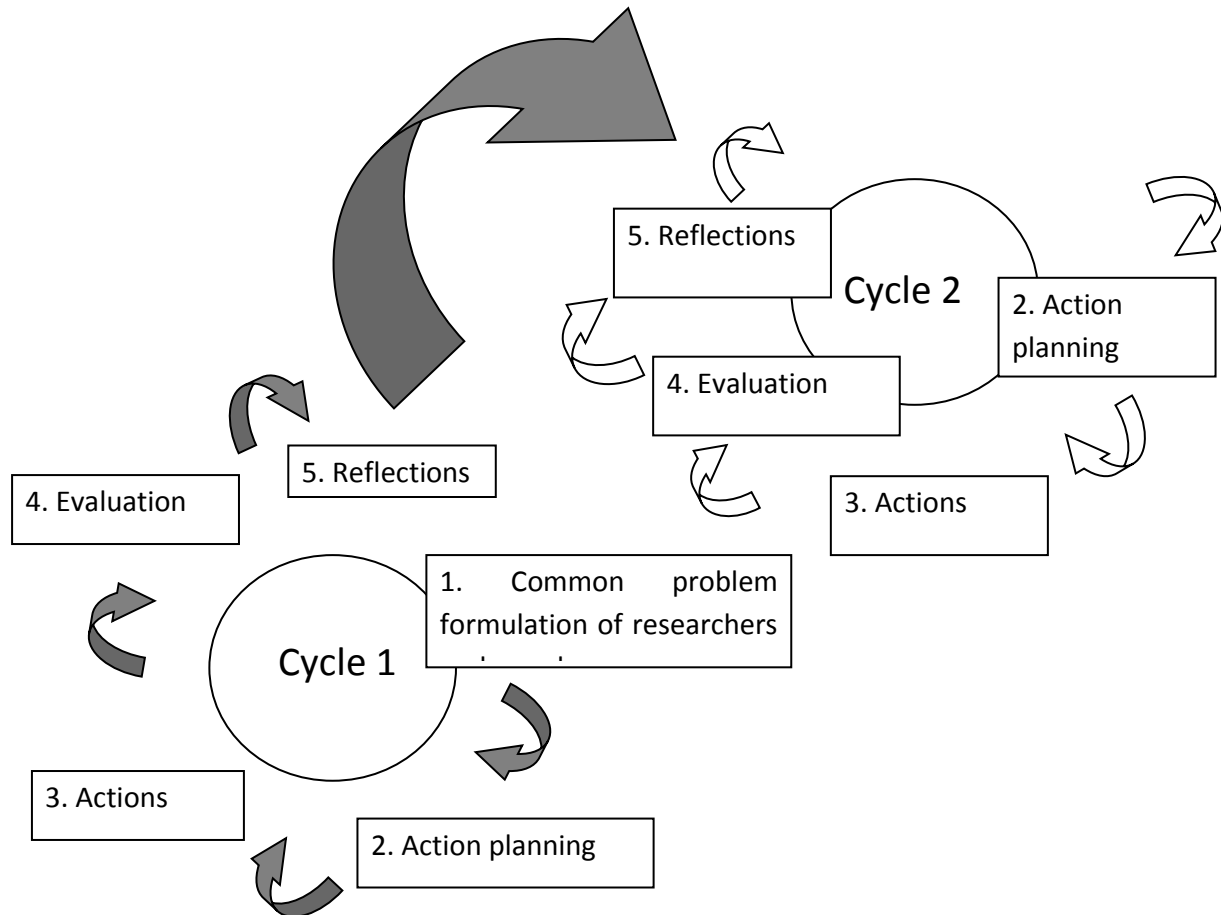 5. Reflections
Cycle 2
2. Action
planning
4. Evaluation
3. Actions
5. Reflections
4. Evaluation
1. Common problem
formulation of researchers
Cycle 1
3. Actions
2. Action planning